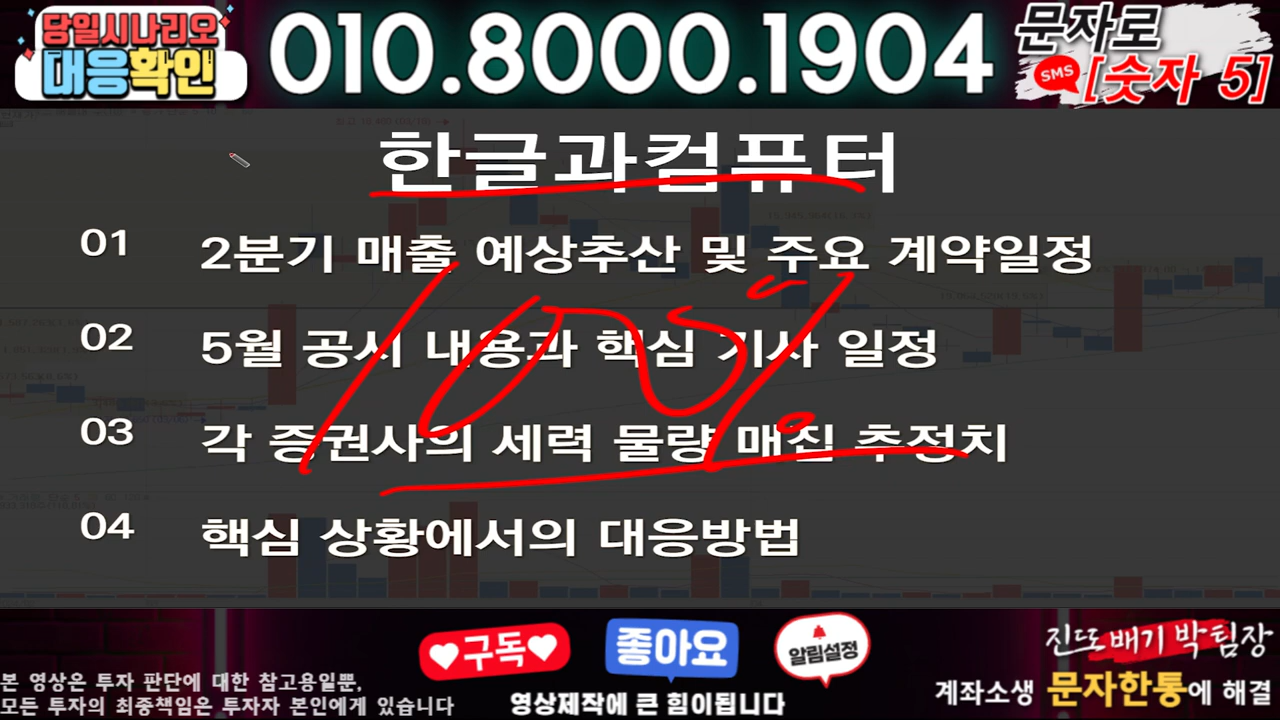 당일시나리오
대응확인
010.8000.1904
문자로
SMS [숫자 5]
한글과컴퓨터
01 2분기 매출 예상추산 및 주요 계약일정
02 5월 공시 내용과 핵심 기사 일정
03 각 증권사의 세력 물량 매집 추정치
04 핵심 상황에서의 대응방법
100%
구독
좋아요
알림설정
진또배기 박팀장
본 영상은 투자 판단에 대한 참고용일뿐,
모든 투자의 최종책임은 투자자 본인에게 있습니다
영상제작에 큰 힘이됩니다
계좌소생 문자한통에 해결